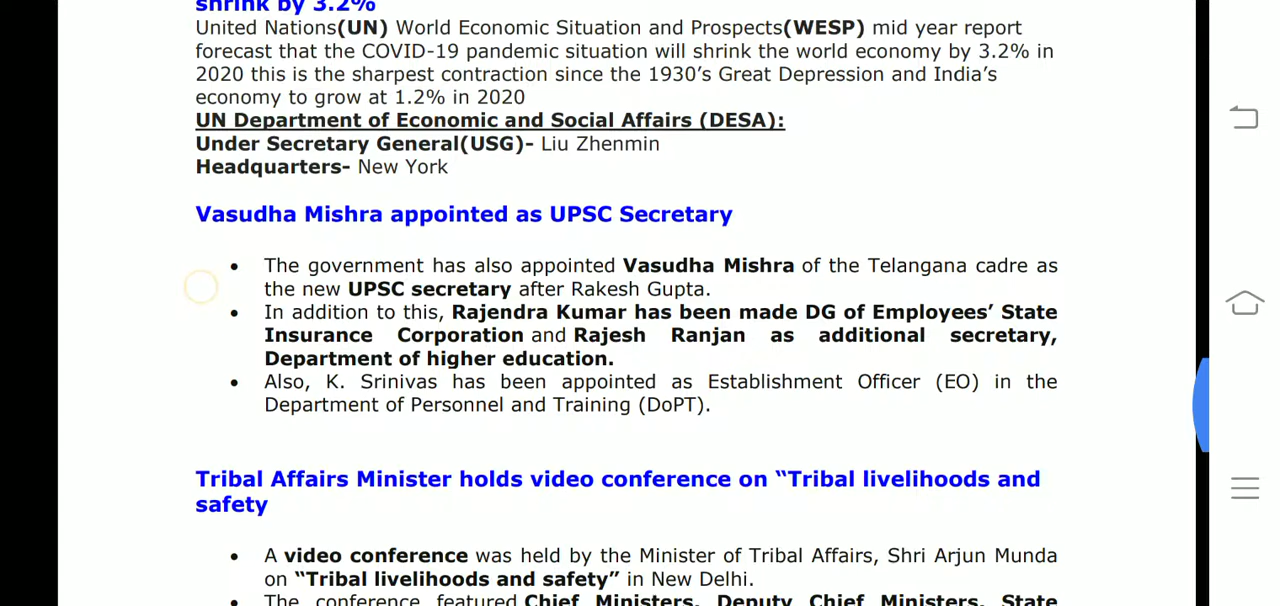 shrink by 3.2%
United Nations(UN) World Economic Situation and Prospects(WESP) mid year report
forecast that the COVID-19 pandemic situation will shrink the world economy by 3.2% in
2020 this is the sharpest contraction since the 1930's Great Depression and India's
economy to grow at 1.2% in 2020
UN Department of Economic and Social Affairs (DESA):
Under Secretary General(USG)- Liu Zhenmin
Headquarters- New York
Vasudha Mishra appointed as UPSC Secretary
• The government has also appointed Vasudha Mishra of the Telangana cadre as
the new UPSC secretary after Rakesh Gupta.
• In addition to this, Rajendra Kumar has been made DG of Employees' State
Insurance Corporation and Rajesh Ranjan as additional secretary,
Department of higher education.
• Also, K. Srinivas has been appointed as Establishment Officer (EO) in the
Department of Personnel and Training (DoPT).
Tribal Affairs Minister holds video conference on "Tribal livelihoods and
safety
• A video conference was held by the Minister of Tribal Affairs, Shri Arjun Munda
on "Tribal livelihoods and safety" in New Delhi.
• The conference featured Chief Ministers, Deputy Chief Ministers, State